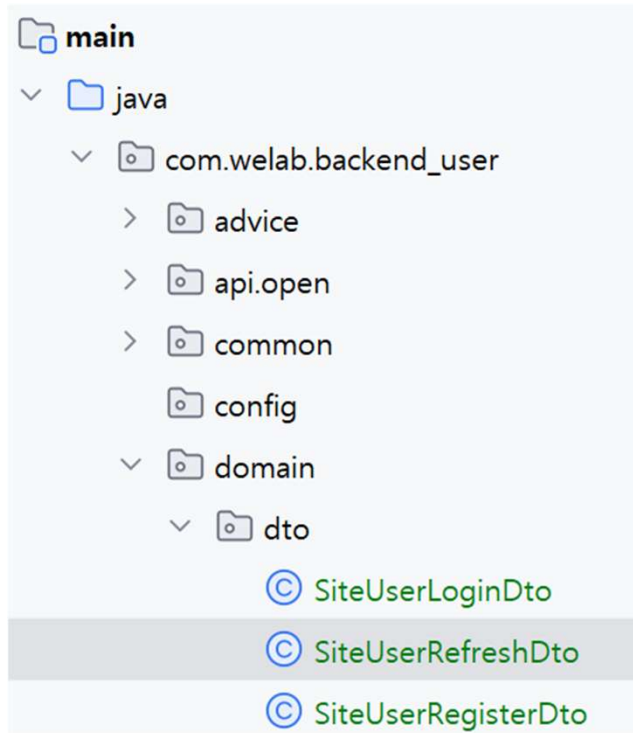 main
java
com.welab.backend_user
advice
api.open
common
config
domain
dto
SiteUserLoginDto
SiteUserRefreshDto
SiteUserRegisterDto